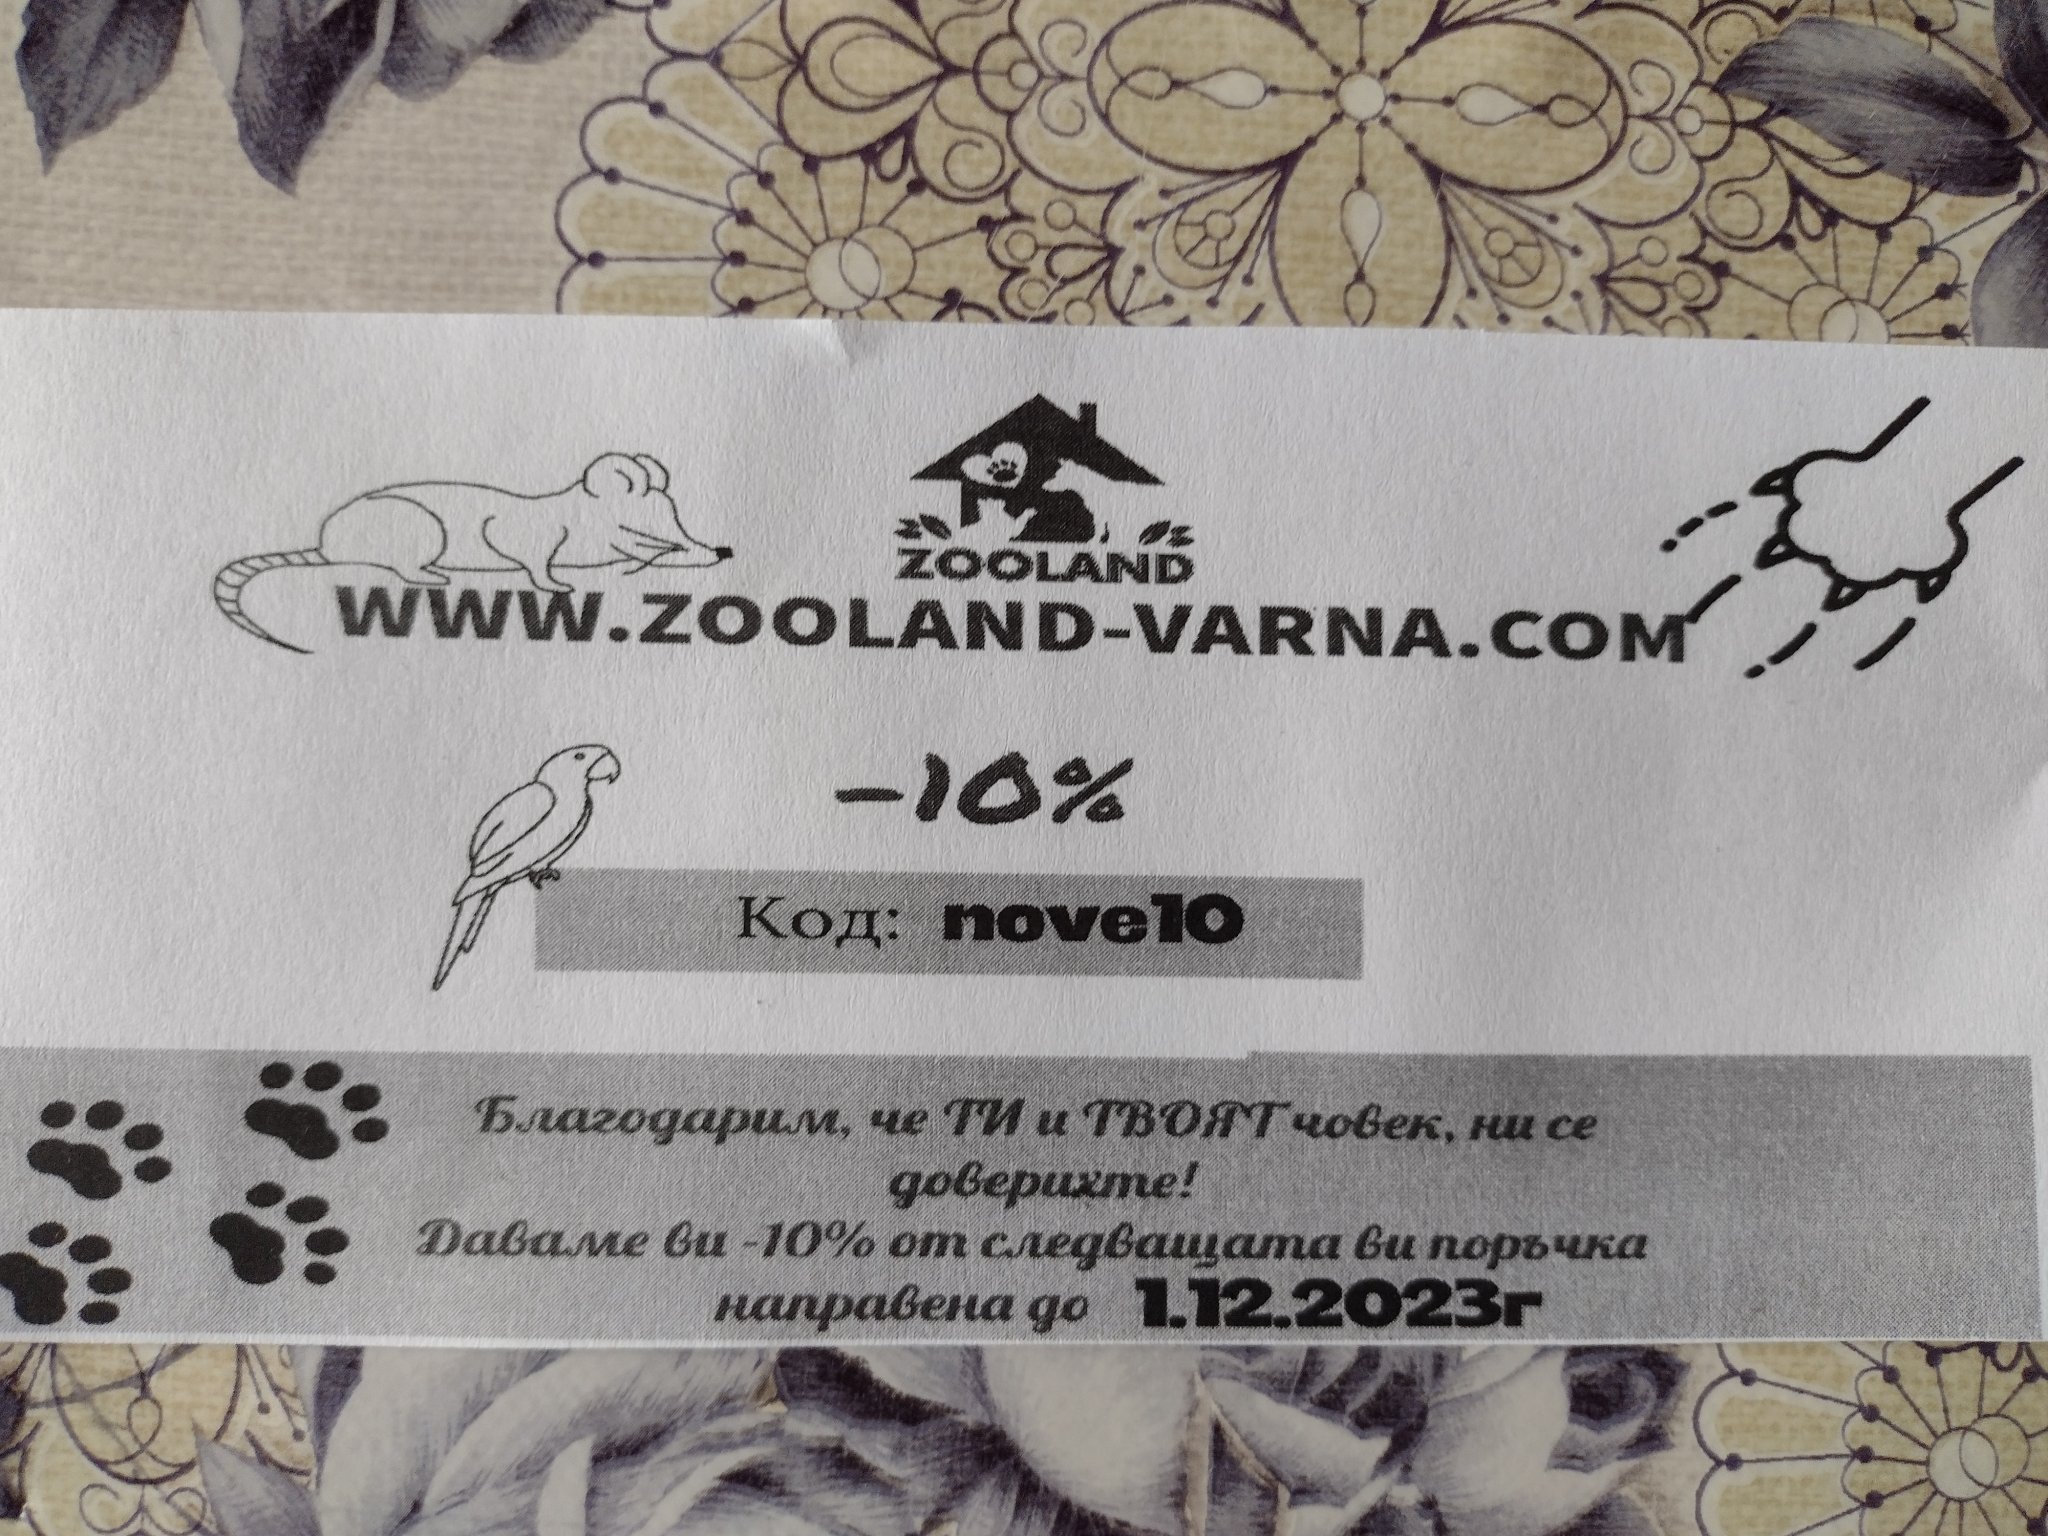 ZOOLAND
WWW.ZOOLAND-VARNA.COM
-10%
Код: nove10
Благодарим, че ТИ и ТВОЯТ човек, ни се
доверихте!
Даваме ви -10% от следващата ви поръчка
направена до 1.12.2023г